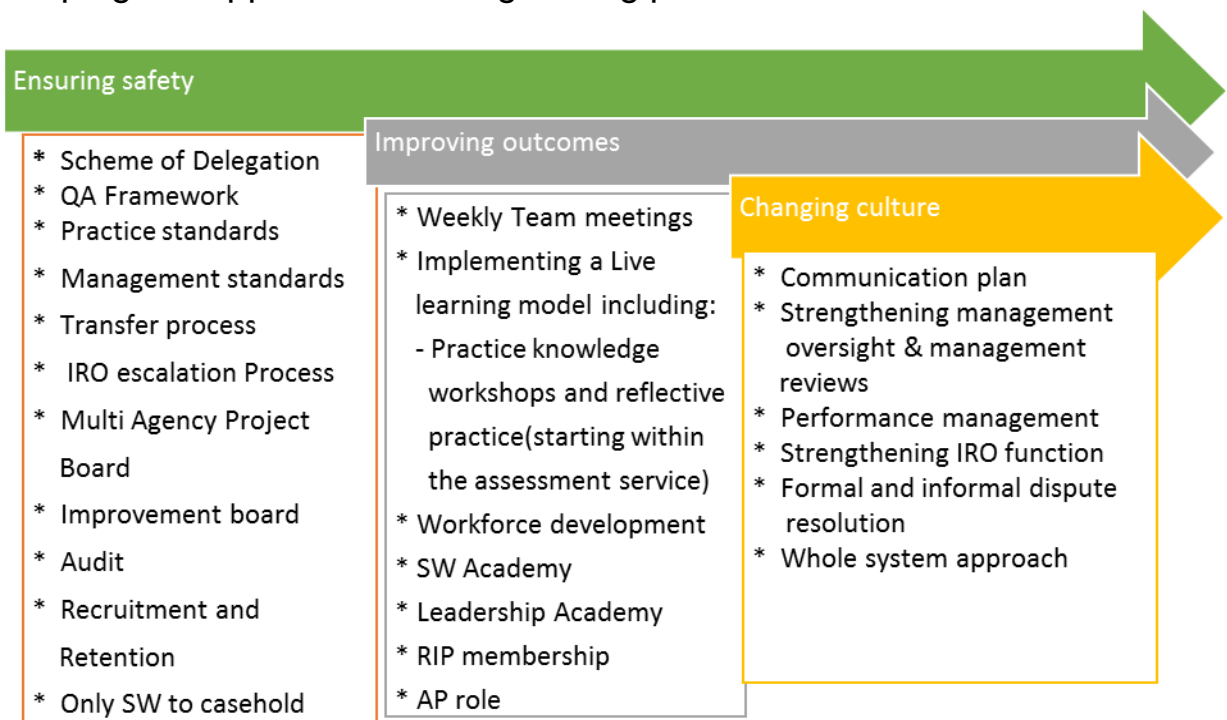 Ensuring safety
* Scheme of Delegation
* QA Framework
* Practice standards
* Management standards
* Transfer process
* IRO escalation Process
* Multi Agency Project
Board
* Improvement board
* Audit
* Recruitment and
Retention
* Only SW to casehold
Improving outcomes
* Weekly Team meetings
* Implementing a Live
learning model including:
- Practice knowledge
workshops and reflective
practice(starting within
the assessment service)
* Workforce development
* SW Academy
* Leadership Academy
* RIP membership
* AP role
Changing culture
* Communication plan
* Strengthening management
oversight & management
reviews
* Performance management
* Strengthening IRO function
* Formal and informal dispute
resolution
* Whole system approach